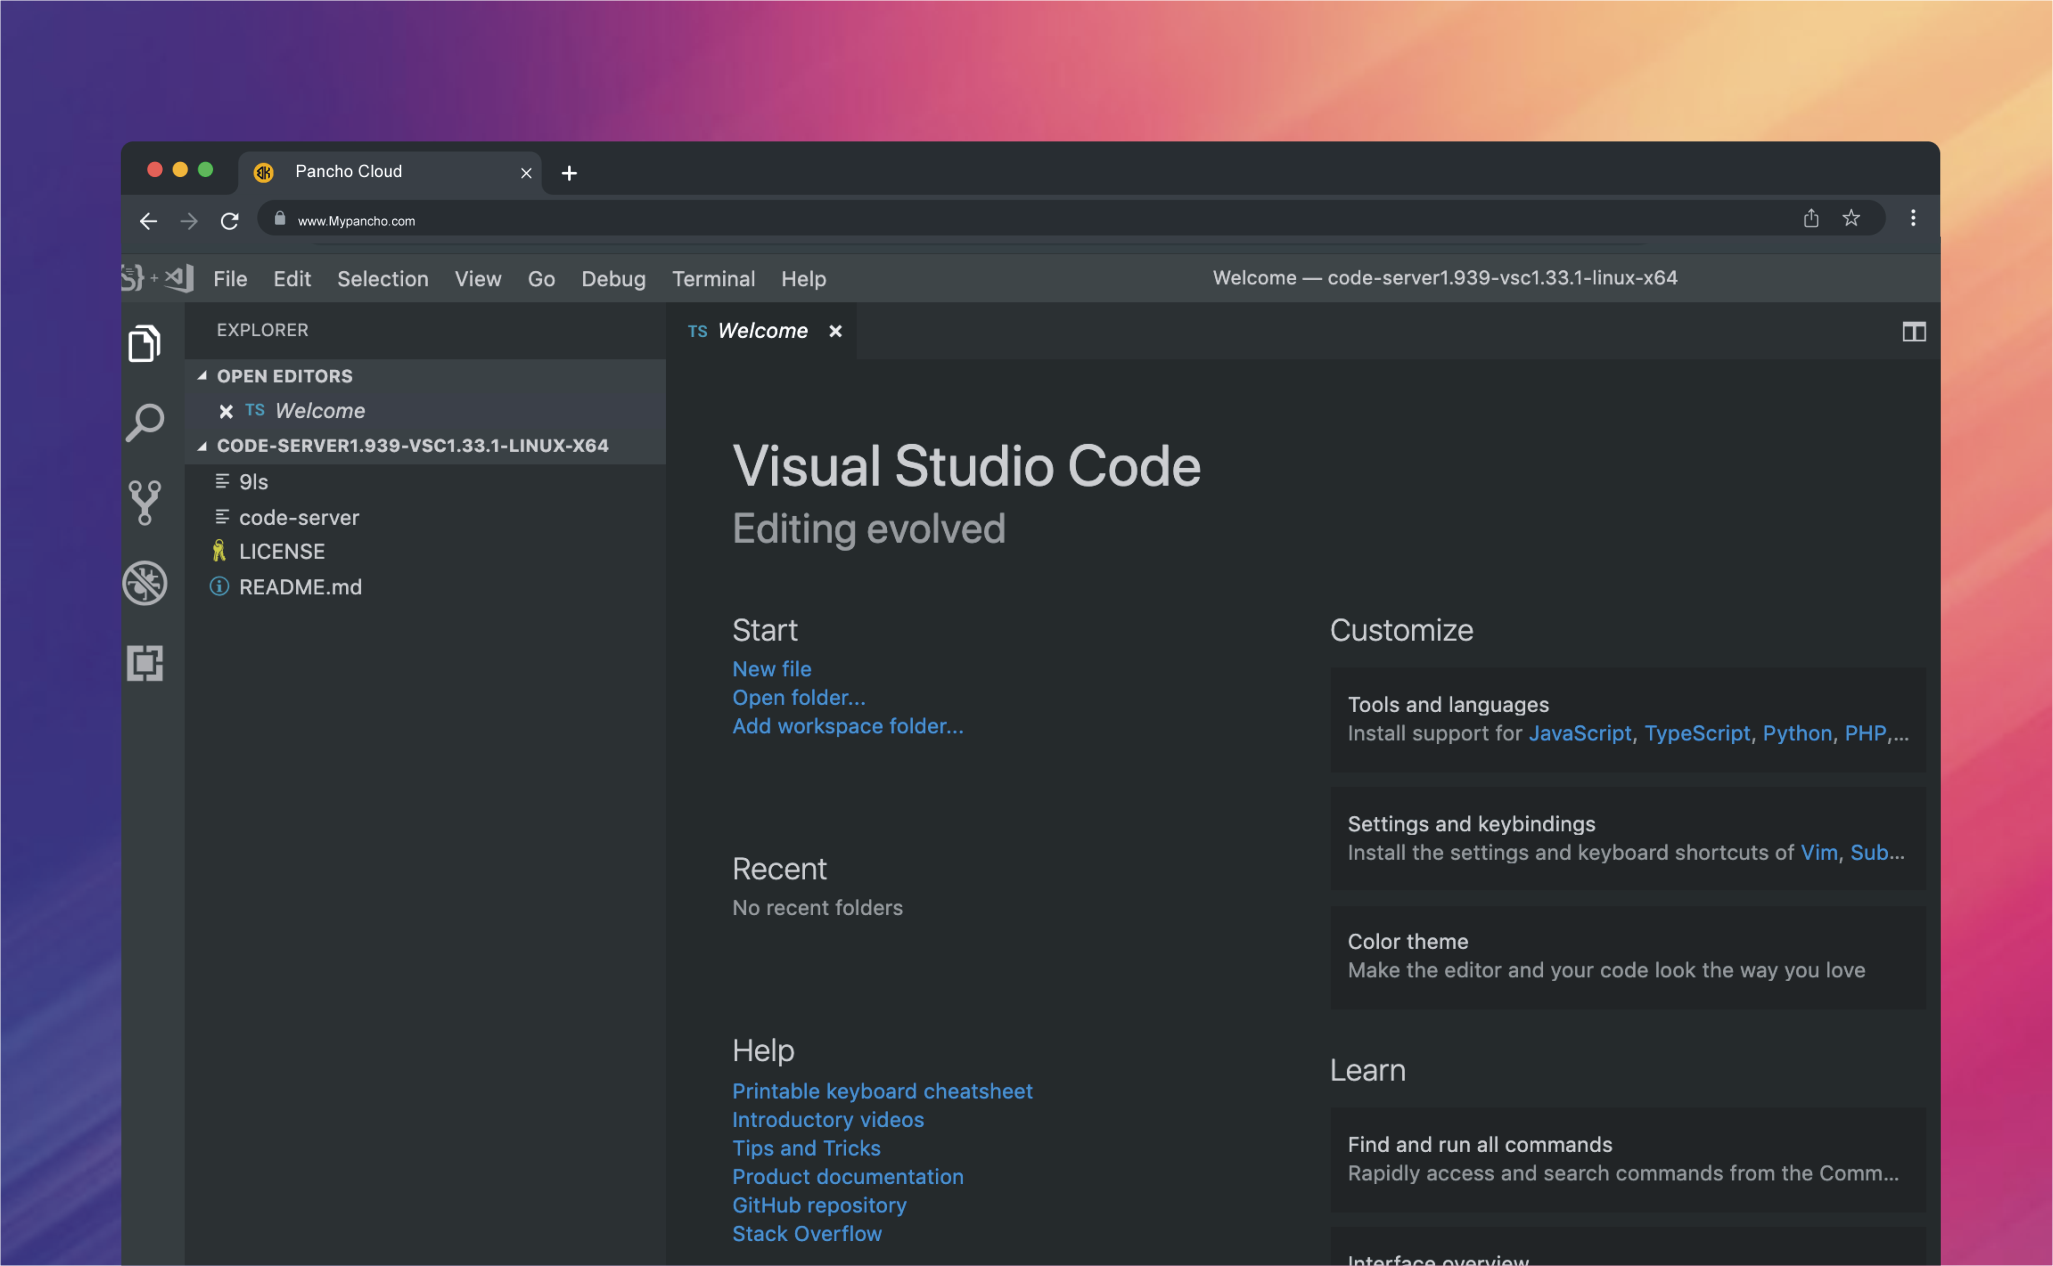 Pancho Cloud
www.Mypancho.com
File Edit Selection View Go Debug Terminal Help
Welcome — code-server1.939-vsc1.33.1-linux-x64
EXPLORER
OPEN EDITORS
TS Welcome
CODE-SERVER1.939-VSC1.33.1-LINUX-X64
9ls
code-server
LICENSE
README.md
TS Welcome
Visual Studio Code
Editing evolved
Start
New file
Open folder...
Add workspace folder...
Recent
No recent folders
Help
Printable keyboard cheatsheet
Introductory videos
Tips and Tricks
Product documentation
GitHub repository
Stack Overflow
Customize
Tools and languages
Install support for JavaScript, TypeScript, Python, PHP,...
Settings and keybindings
Install the settings and keyboard shortcuts of Vim, Sub...
Color theme
Make the editor and your code look the way you love
Learn
Find and run all commands
Rapidly access and search commands from the Comm...
Interface overview